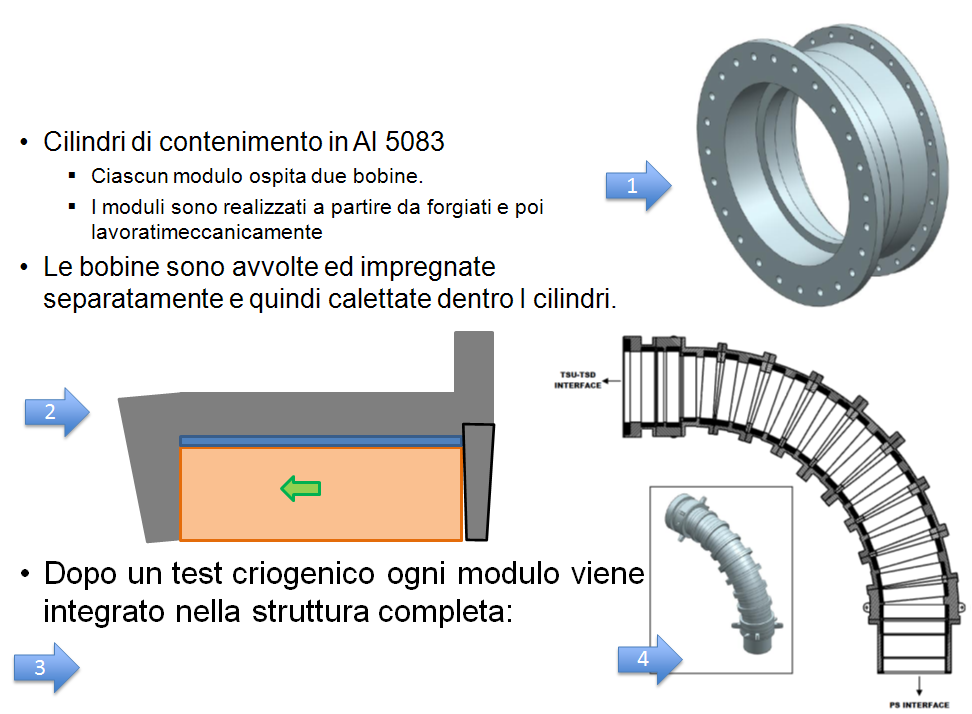 • Cilindri di contenimento in Al 5083
▪ Ciascun modulo ospita due bobine.
▪ I moduli sono realizzati a partire da forgiati e poi
lavoratimeccanicamente
• Le bobine sono avvolte ed impregnate
separatamente e quindi calettate dentro I cilindri.
1
2
TSU-TSD
INTERFACE
• Dopo un test criogenico ogni modulo viene
integrato nella struttura completa:
3
4
PS INTERFACE